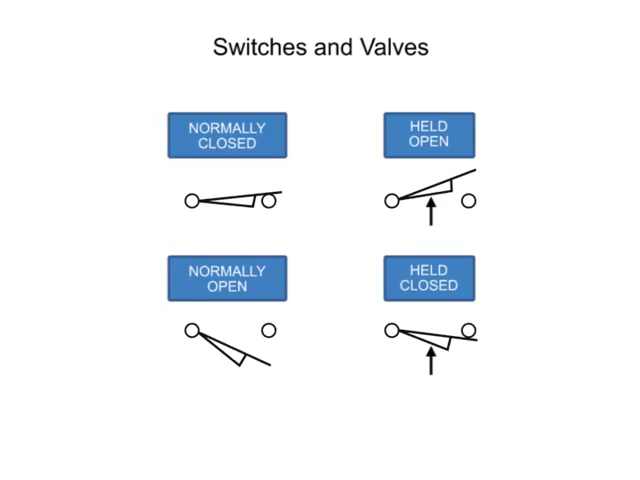 Switches and Valves
NORMALLY
CLOSED
HELD
OPEN
NORMALLY
OPEN
HELD
CLOSED